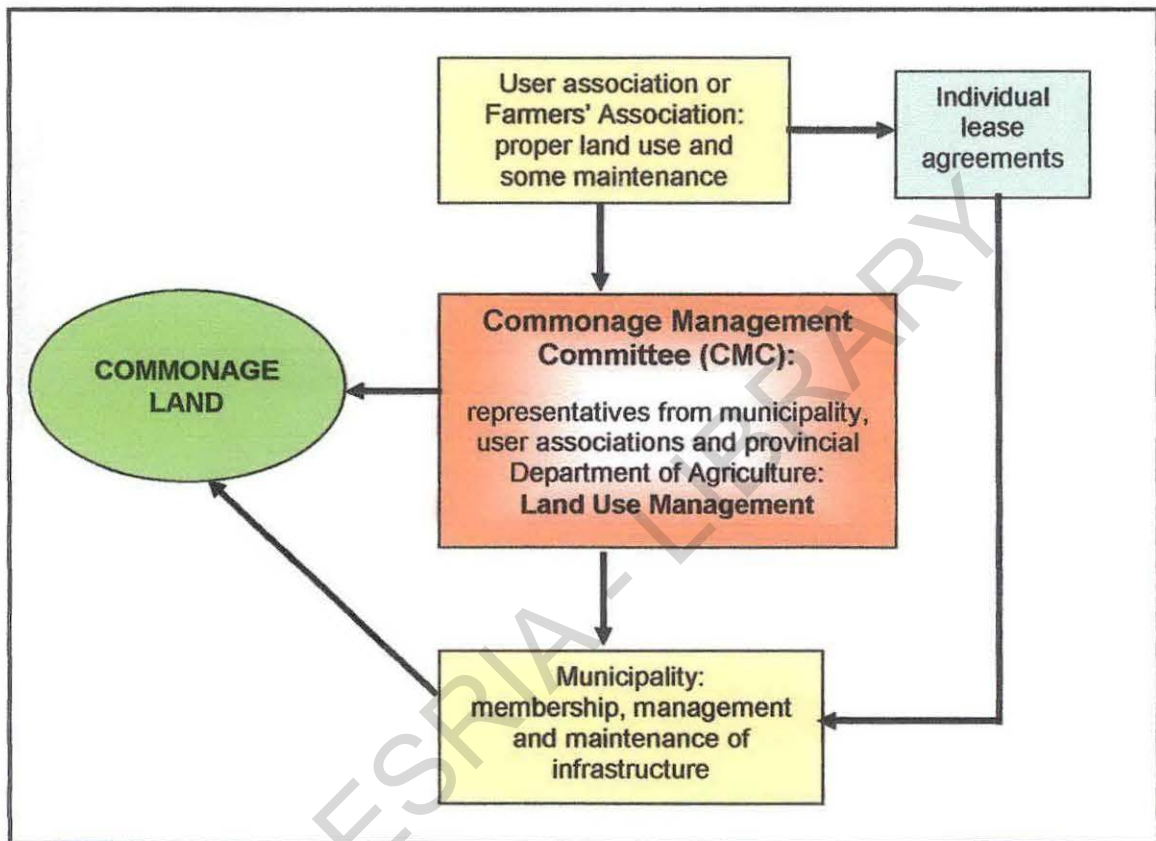 User association or
Farmers' Association:
proper land use and
some maintenance
Individual
lease
agreements
Commonage Management
Committee (CMC):
representatives from municipality,
user associations and provincial
Department of Agriculture:
Land Use Management
COMMONAGE
LAND
Municipality:
membership, management
and maintenance of
infrastructure
ESRIA - LIBRARY